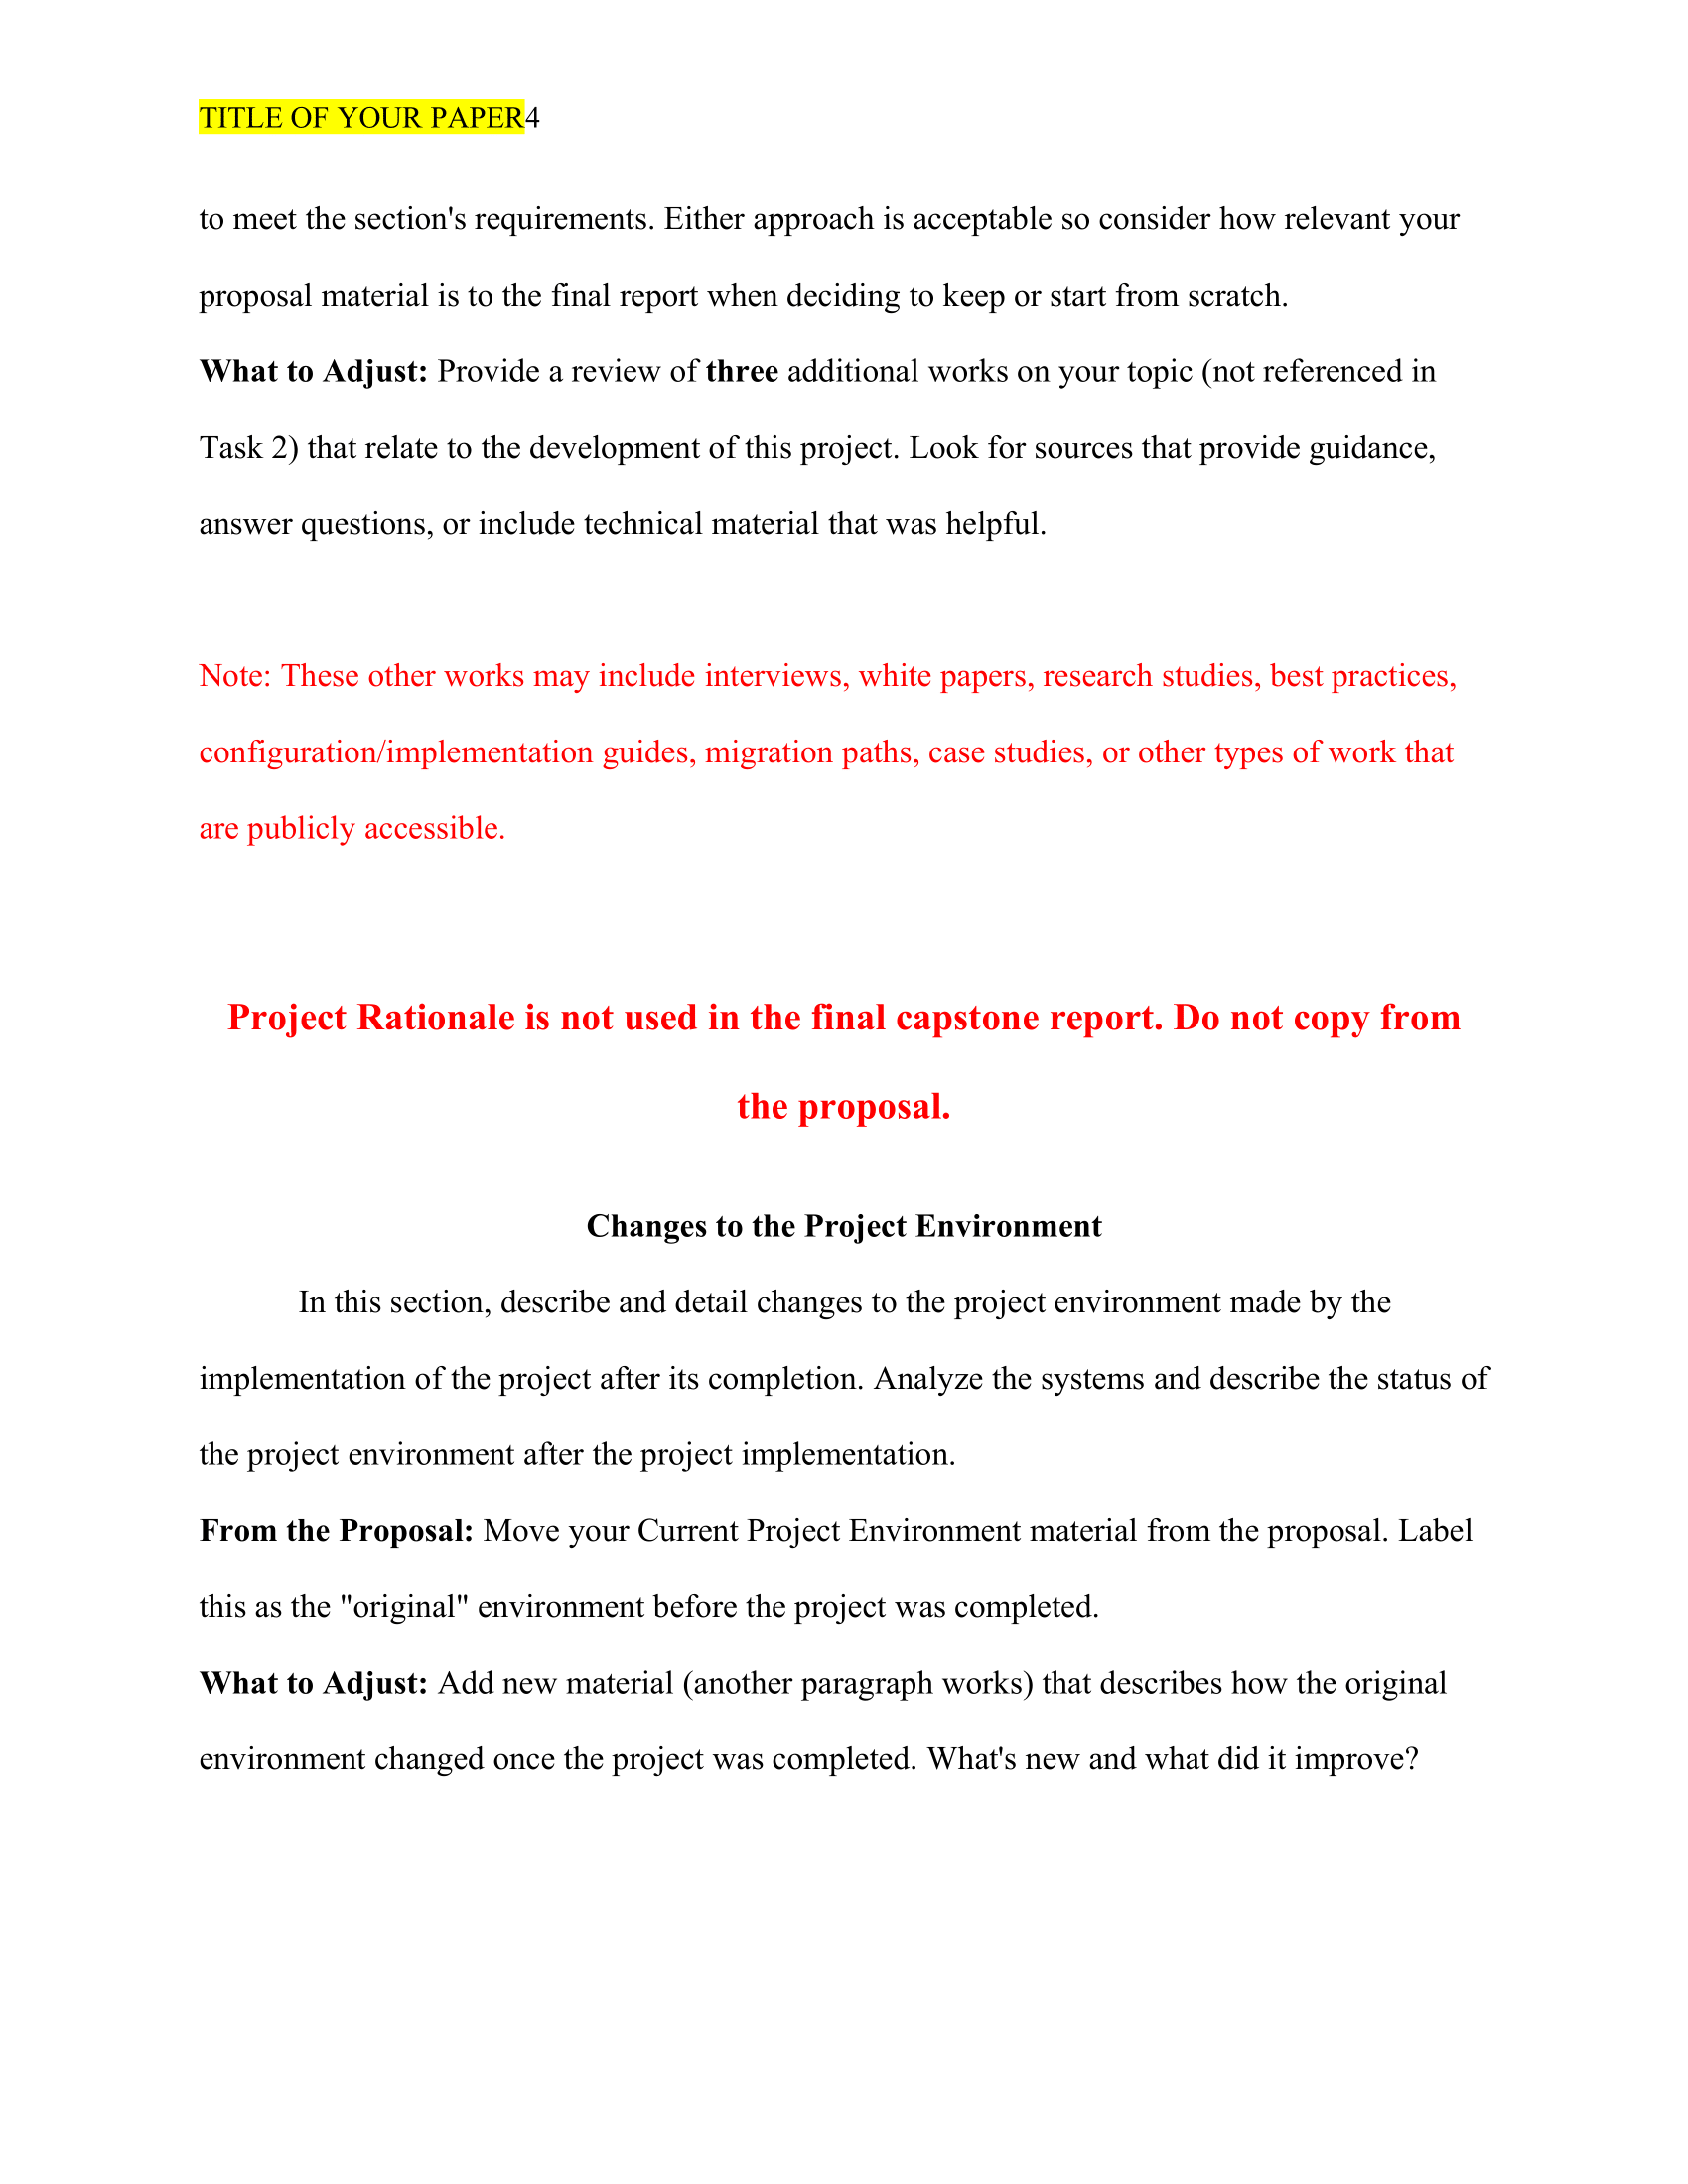 TITLE OF YOUR PAPER4
to meet the section's requirements. Either approach is acceptable so consider how relevant your
proposal material is to the final report when deciding to keep or start from scratch.
What to Adjust: Provide a review of three additional works on your topic (not referenced in
Task 2) that relate to the development of this project. Look for sources that provide guidance,
answer questions, or include technical material that was helpful.
Note: These other works may include interviews, white papers, research studies, best practices,
configuration/implementation guides, migration paths, case studies, or other types of work that
are publicly accessible.
Project Rationale is not used in the final capstone report. Do not copy from
the proposal.
Changes to the Project Environment
In this section, describe and detail changes to the project environment made by the
implementation of the project after its completion. Analyze the systems and describe the status of
the project environment after the project implementation.
From the Proposal: Move your Current Project Environment material from the proposal. Label
this as the "original" environment before the project was completed.
What to Adjust: Add new material (another paragraph works) that describes how the original
environment changed once the project was completed. What's new and what did it improve?